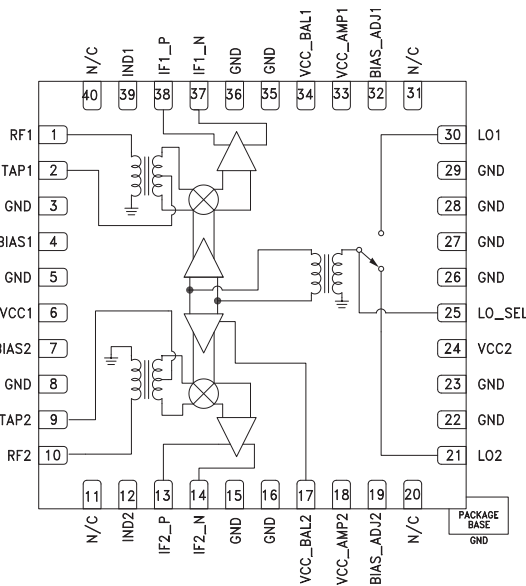 N/C
IND1
IF1_P
IF1_N
GND
GND
VCC_BAL1
VCC_AMP1
BIAS_ADJ1
N/C
40
39
38
37
36
35
34
33
32
31
RF1 1
TAP1 2
GND 3
BIAS1 4
GND 5
VCC1 6
BIAS2 7
GND 8
TAP2 9
RF2 10
30 LO1
29 GND
28 GND
27 GND
26 GND
25 LO_SEL
24 VCC2
23 GND
22 GND
21 LO2
11
12
13
14
15
16
17
18
19
20
N/C
IND2
IF2_P
IF2_N
GND
GND
VCC_BAL2
VCC_AMP2
BIAS_ADJ2
N/C
PACKAGE
BASE
GND